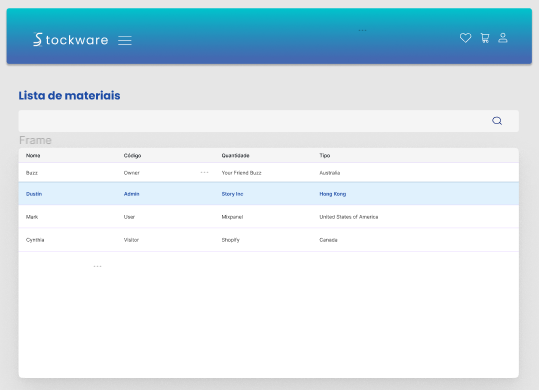 Stockware
Lista de materiais
Frame
Nome Código Quantidade Tipo
Buzz Owner ... Your Friend Buzz Australia
Dustin Admin Story Inc Hong Kong
Mark User Mixpanel United States of America
Cynthia Visitor Shopify Canada